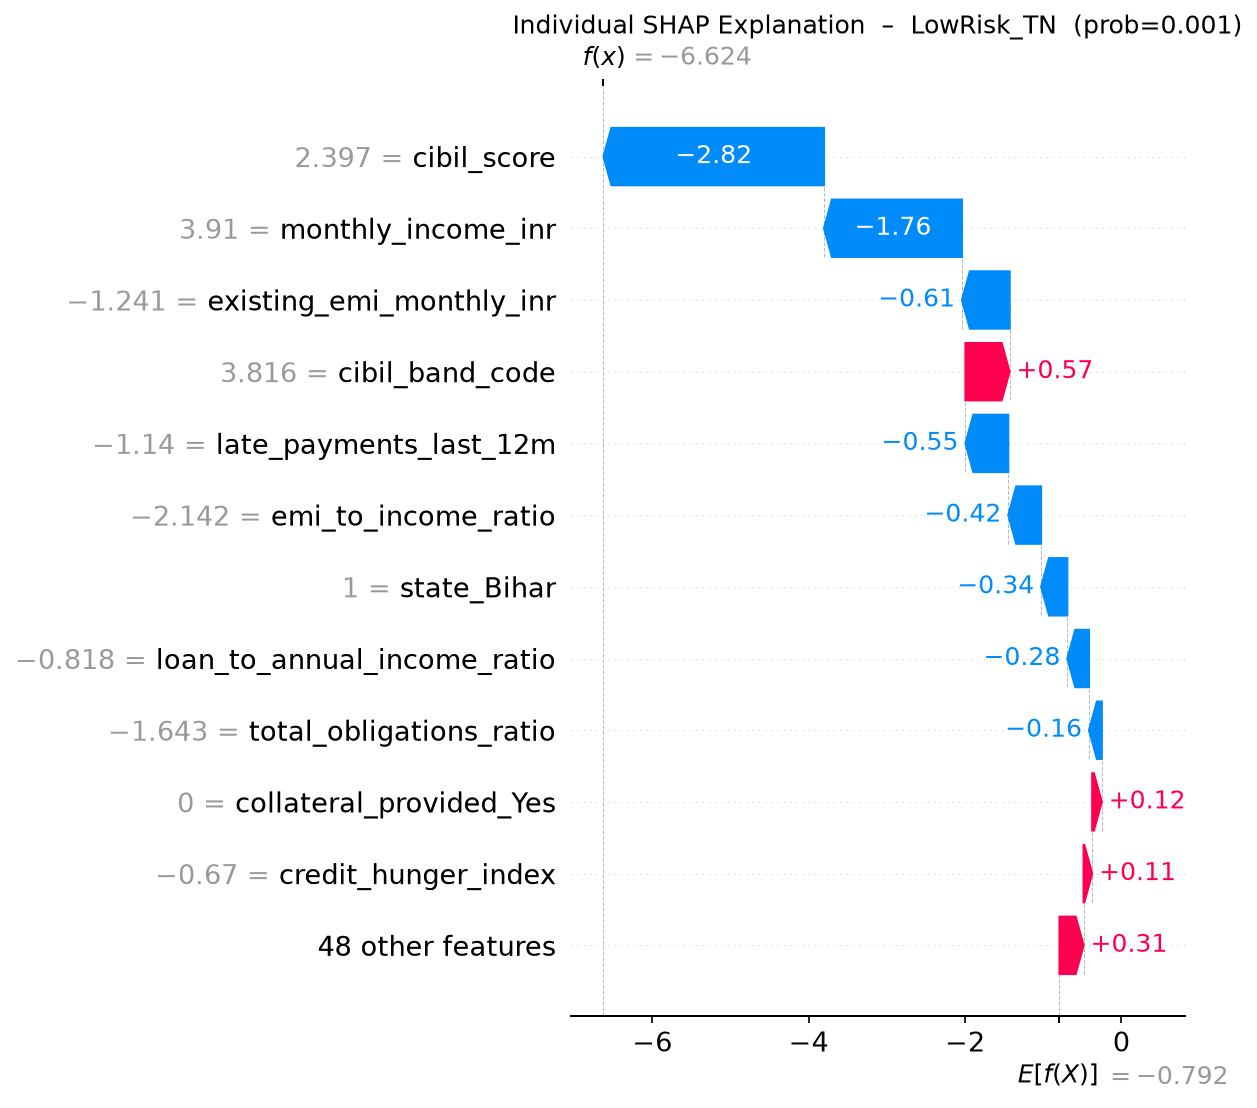 Individual SHAP Explanation – LowRisk_TN (prob=0.001)
f(x) = −6.624
2.397 = cibil_score −2.82
3.91 = monthly_income_inr −1.76
−1.241 = existing_emi_monthly_inr −0.61
3.816 = cibil_band_code +0.57
−1.14 = late_payments_last_12m −0.55
−2.142 = emi_to_income_ratio −0.42
1 = state_Bihar −0.34
−0.818 = loan_to_annual_income_ratio −0.28
−1.643 = total_obligations_ratio −0.16
0 = collateral_provided_Yes +0.12
−0.67 = credit_hunger_index +0.11
48 other features +0.31
−6 −4 −2 0
E[f(X)] = −0.792